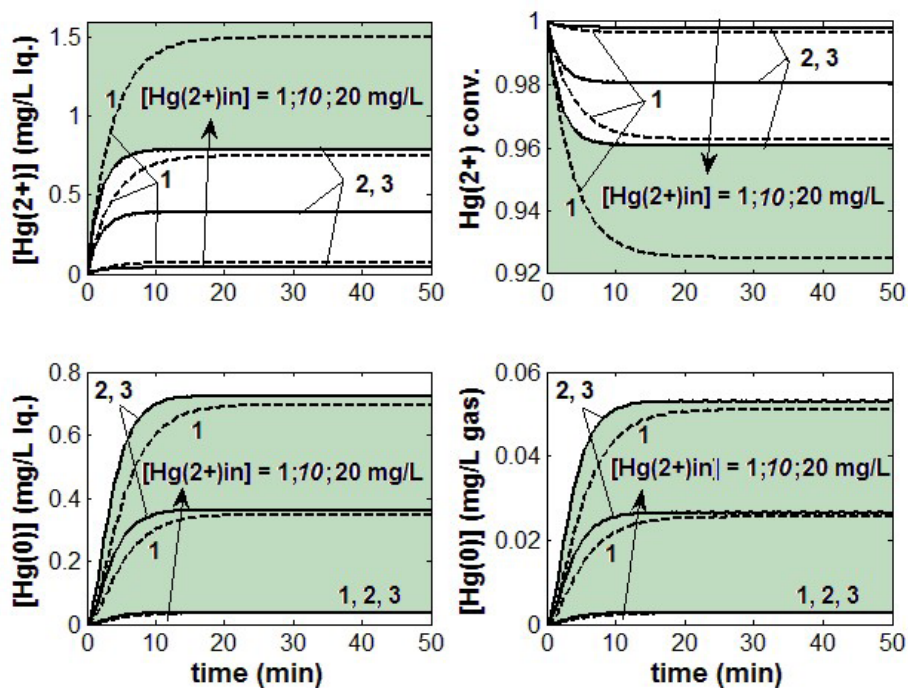 [Hg(2+)] (mg/L lq.)
1.5
1
0.5
0
1
[Hg(2+)in] = 1;10;20 mg/L
1
2, 3
0 10 20 30 40 50
Hg(2+) conv.
1
0.98
0.96
0.94
0.92
2, 3
1
[Hg(2+)in] = 1;10;20 mg/L
1
0 10 20 30 40 50
[Hg(0)] (mg/L lq.)
0.8
0.6
0.4
0.2
0
2, 3
1
[Hg(2+)in] = 1;10;20 mg/L
1
1, 2, 3
0 10 20 30 40 50
time (min)
[Hg(0)] (mg/L gas)
0.06
0.04
0.02
0
2, 3
1
[Hg(2+)in] = 1;10;20 mg/L
1
1, 2, 3
0 10 20 30 40 50
time (min)